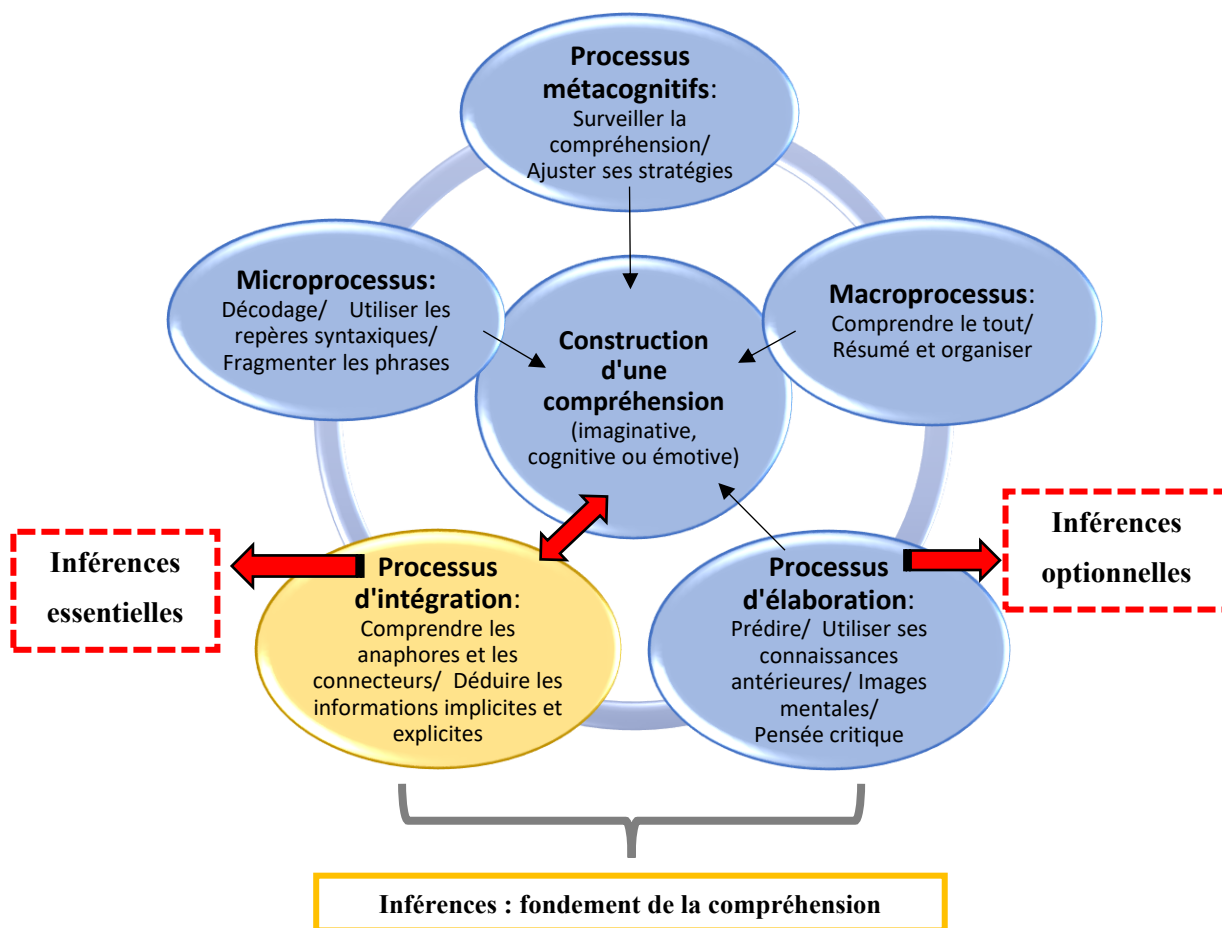 Processus
métacognitifs:
Surveiller la
compréhension/
Ajuster ses stratégies
Microprocessus:
Décodage/ Utiliser les
repères syntaxiques/
Fragmenter les phrases
Macroprocessus:
Comprendre le tout/
Résumé et organiser
Construction
d'une
compréhension
(imaginative,
cognitive ou émotive)
Inférences
essentielles
Processus
d'intégration:
Comprendre les
anaphores et les
connecteurs/ Déduire les
informations implicites et
explicites
Processus
d'élaboration:
Prédire/ Utiliser ses
connaissances
antérieures/ Images
mentales/
Pensée critique
Inférences
optionnelles
Inférences : fondement de la compréhension